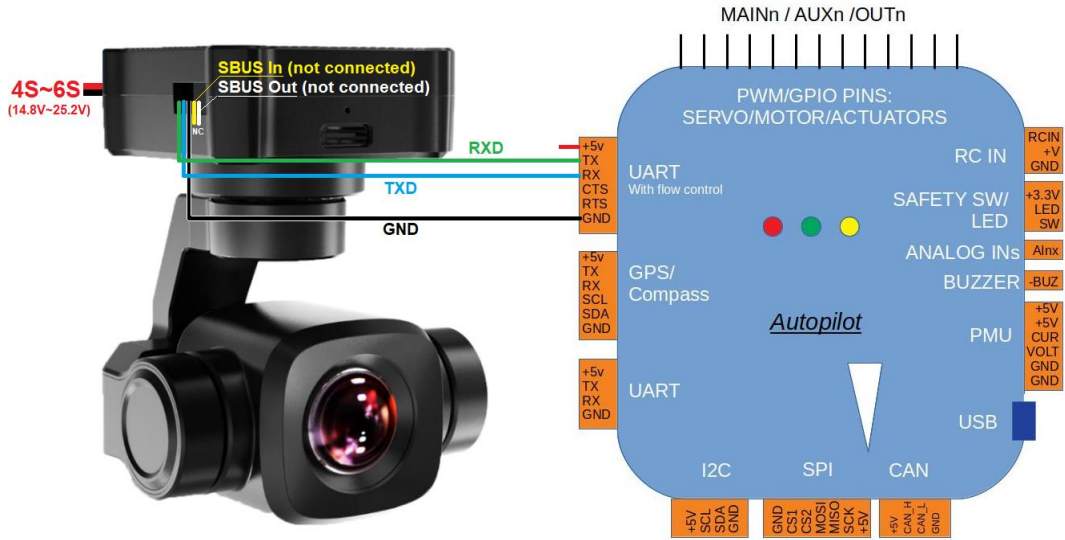 MAINn / AUXn /OUTn
SBUS In (not connected)
SBUS Out (not connected)
4S~6S
(14.8V~25.2V)
NC
RXD
TXD
GND
PWM/GPIO PINS:
SERVO/MOTOR/ACTUATORS
+5v
TX
RX
CTS
RTS
GND
UART
With flow control
+5v
TX
RX
SCL
SDA
GND
GPS/
Compass
+5v
TX
RX
GND
UART
Autopilot
RC IN
RCIN
+V
GND
SAFETY SW/
LED
+3.3V
LED
SW
ANALOG INs
AInx
BUZZER
-BUZ
PMU
+5V
+5V
CUR
VOLT
GND
GND
USB
I2C
SPI
CAN
+5V
SCL
SDA
GND
GND
CS1
CS2
MOSI
MISO
SCK
+5V
+5V
CAN_H
CAN_L
GND